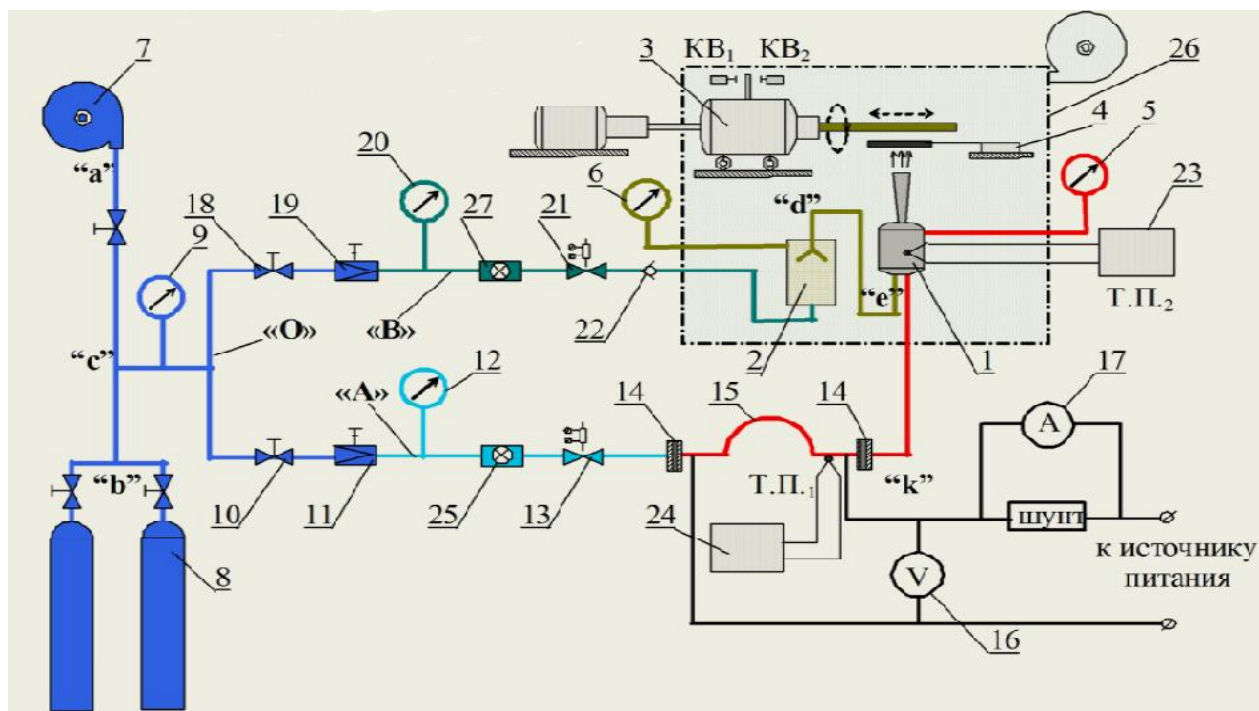 3
КВ₁
КВ₂
26
7
4
5
20
6
“a”
27
21
“d”
23
18
19
9
“e”
Т.П.₂
«О»
«В»
22
“c”
12
2
1
17
«А»
14
15
14
A
Т.П.₁
“k”
“b”
10
11
25
13
24
шунт
V
к источнику
питания
8
16